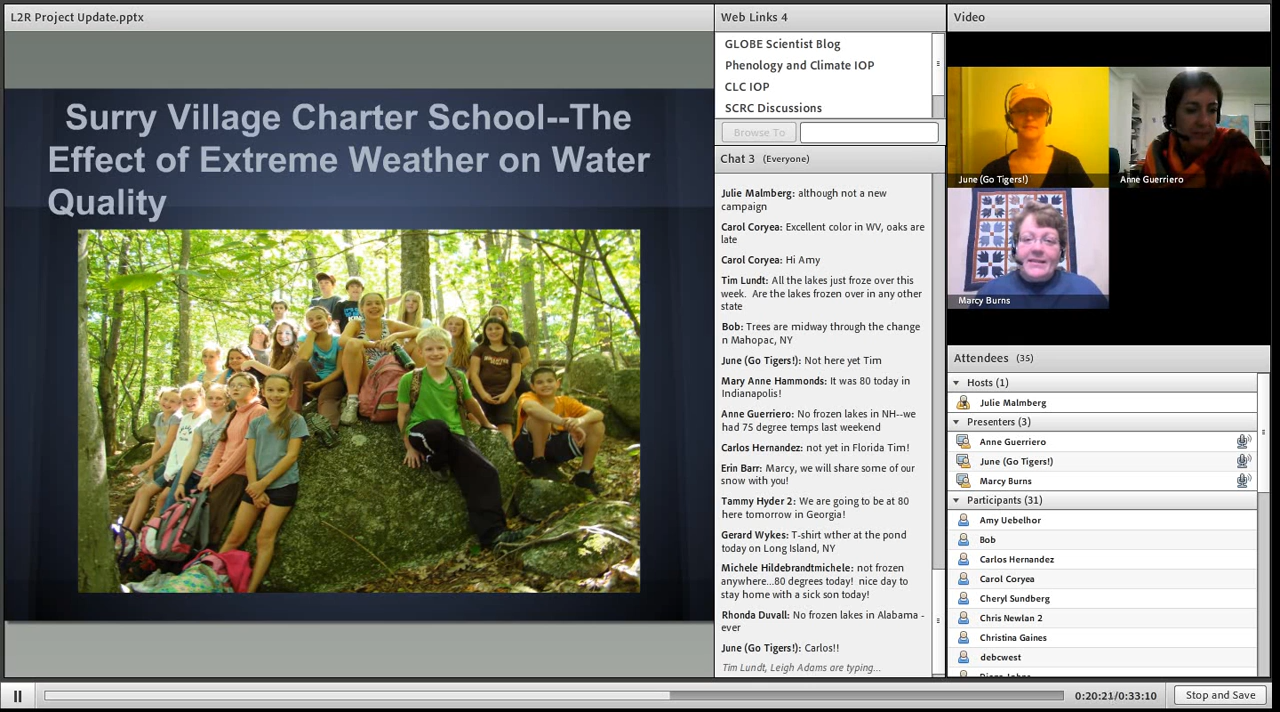 L2R Project Update.pptx
Surry Village Charter School--The
Effect of Extreme Weather on Water
Quality
Web Links 4
GLOBE Scientist Blog
Phenology and Climate IOP
CLC IOP
SCRC Discussions
Browse To
Chat 3 (Everyone)
Julie Malmberg: although not a new
campaign
Carol Coryea: Excellent color in WV, oaks are
late
Carol Coryea: Hi Amy
Tim Lundt: All the lakes just froze over this
week. Are the lakes frozen over in any other
state
Bob: Trees are midway through the change
n Mahopac, NY
June (Go Tigers!): Not here yet Tim
Mary Anne Hammonds: It was 80 today in
Indianapolis!
Anne Guerriero: No frozen lakes in NH--we
had 75 degree temps last weekend
Carlos Hernandez: not yet in Florida Tim!
Erin Barr: Marcy, we will share some of our
snow with you!
Tammy Hyder 2: We are going to be at 80
here tomorrow in Georgia!
Gerard Wykes: T-shirt wther at the pond
today on Long Island, NY
Michele Hildebrandtmichele: not frozen
anywhere...80 degrees today! nice day to
stay home with a sick son today!
Rhonda Duvall: No frozen lakes in Alabama -
ever
June (Go Tigers!): Carlos!!
Tim Lundt, Leigh Adams are typing...
Video
June (Go Tigers!)
Anne Guerriero
Marcy Burns
Attendees (35)
Hosts (1)
Julie Malmberg
Presenters (3)
Anne Guerriero
June (Go Tigers!)
Marcy Burns
Participants (31)
Amy Uebelhor
Bob
Carlos Hernandez
Carol Coryea
Cheryl Sundberg
Chris Newlan 2
Christina Gaines
debcwest
0:20:21/0:33:10
Stop and Save